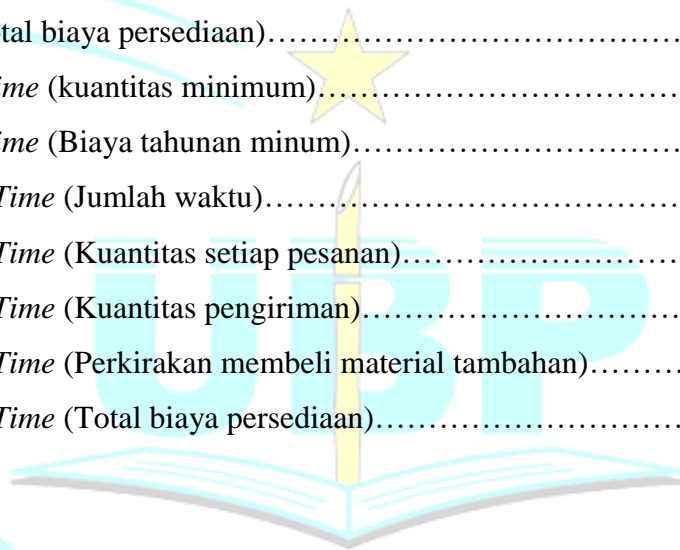 tal biaya persediaan)……………………………………
ime (kuantitas minimum)………………………………
ime (Biaya tahunan minum)……………………………
Time (Jumlah waktu)……………………………………
Time (Kuantitas setiap pesanan)………………………
Time (Kuantitas pengiriman)……………………………
Time (Perkirakan membeli material tambahan)………
Time (Total biaya persediaan)…………………………
UBP